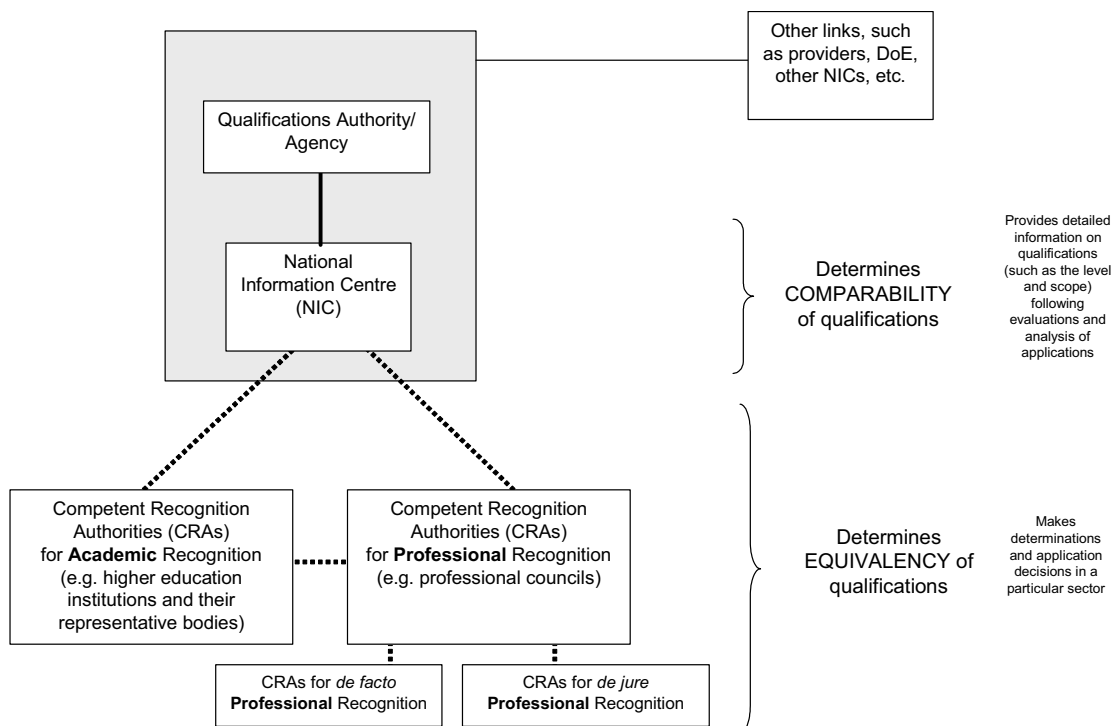 Other links, such
as providers, DoE,
other NICs, etc.
Qualifications Authority/
Agency
National
Information Centre
(NIC)
Determines
COMPARABILITY
of qualifications
Provides detailed
information on
qualifications
(such as the level
and scope)
following
evaluations and
analysis of
applications
Competent Recognition
Authorities (CRAs)
for Academic Recognition
(e.g. higher education
institutions and their
representative bodies)
Competent Recognition
Authorities (CRAs)
for Professional Recognition
(e.g. professional councils)
Determines
EQUIVALENCY of
qualifications
Makes
determinations
and application
decisions in a
particular sector
CRAs for de facto
Professional Recognition
CRAs for de jure
Professional Recognition